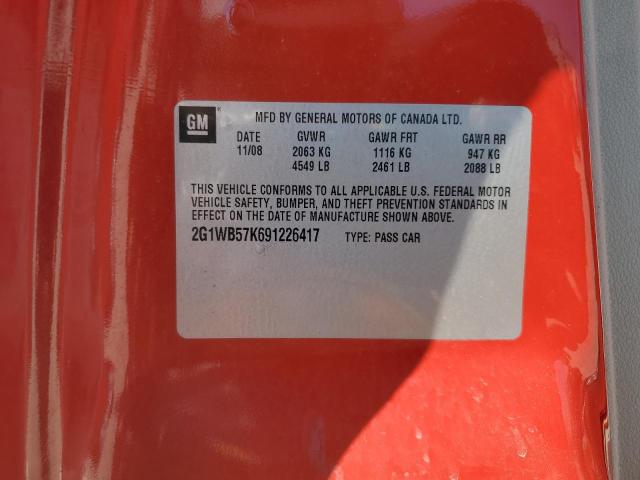 GM
MFD BY GENERAL MOTORS OF CANADA LTD.
DATE GVWR GAWR FRT GAWR RR
11/08 2063 KG 1116 KG 947 KG
4549 LB 2461 LB 2088 LB
THIS VEHICLE CONFORMS TO ALL APPLICABLE U.S. FEDERAL MOTOR
VEHICLE SAFETY, BUMPER, AND THEFT PREVENTION STANDARDS IN
EFFECT ON THE DATE OF MANUFACTURE SHOWN ABOVE.
2G1WB57K691226417 TYPE: PASS CAR